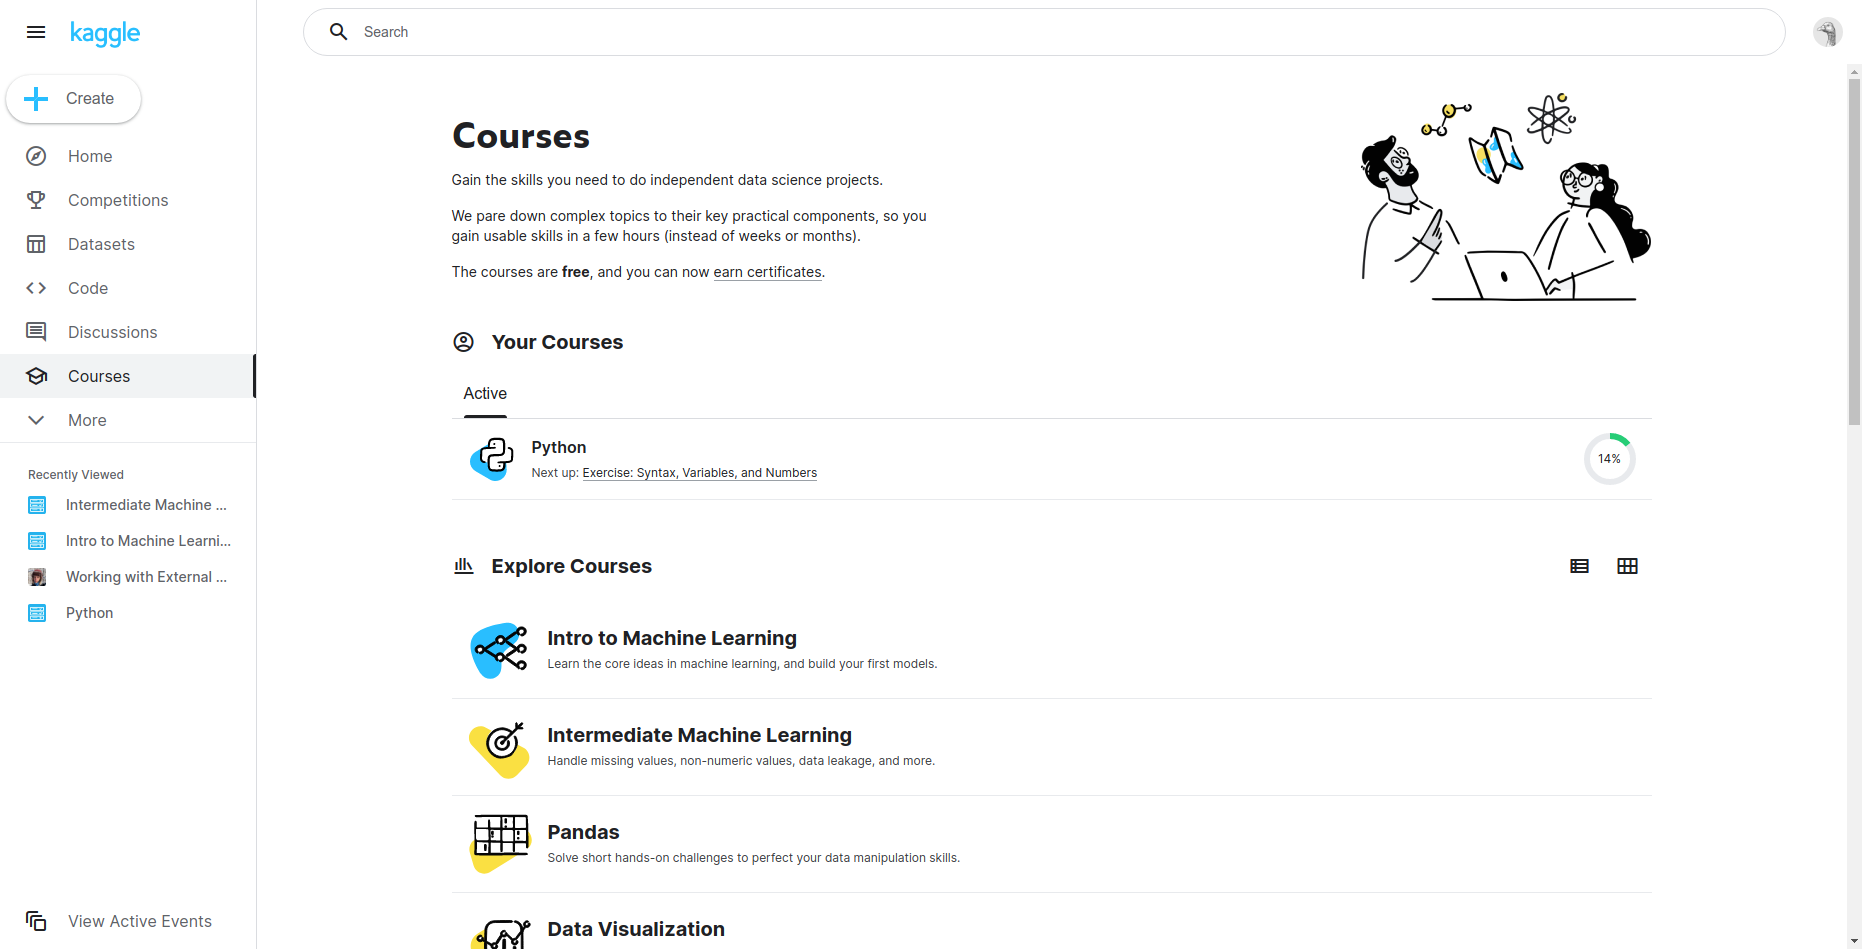 kaggle
Search
Create
Home
Competitions
Datasets
Code
Discussions
Courses
More
Recently Viewed
Intermediate Machine ...
Intro to Machine Learni...
Working with External ...
Python
View Active Events
Courses
Gain the skills you need to do independent data science projects.
We pare down complex topics to their key practical components, so you
gain usable skills in a few hours (instead of weeks or months).
The courses are free, and you can now earn certificates.
Your Courses
Active
Python
Next up: Exercise: Syntax, Variables, and Numbers
14%
Explore Courses
Intro to Machine Learning
Learn the core ideas in machine learning, and build your first models.
Intermediate Machine Learning
Handle missing values, non-numeric values, data leakage, and more.
Pandas
Solve short hands-on challenges to perfect your data manipulation skills.
Data Visualization